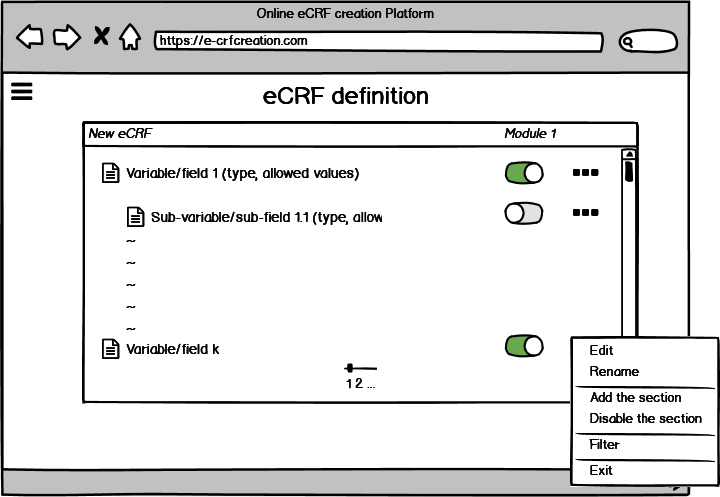 Online eCRF creation Platform
https://e-crfcreation.com
eCRF definition
New eCRF Module 1
Variable/field 1 (type, allowed values)
Sub-variable/sub-field 1.1 (type, allow
~
~
~
~
~
Variable/field k
1 2 ...
Edit
Rename
Add the section
Disable the section
Filter
Exit